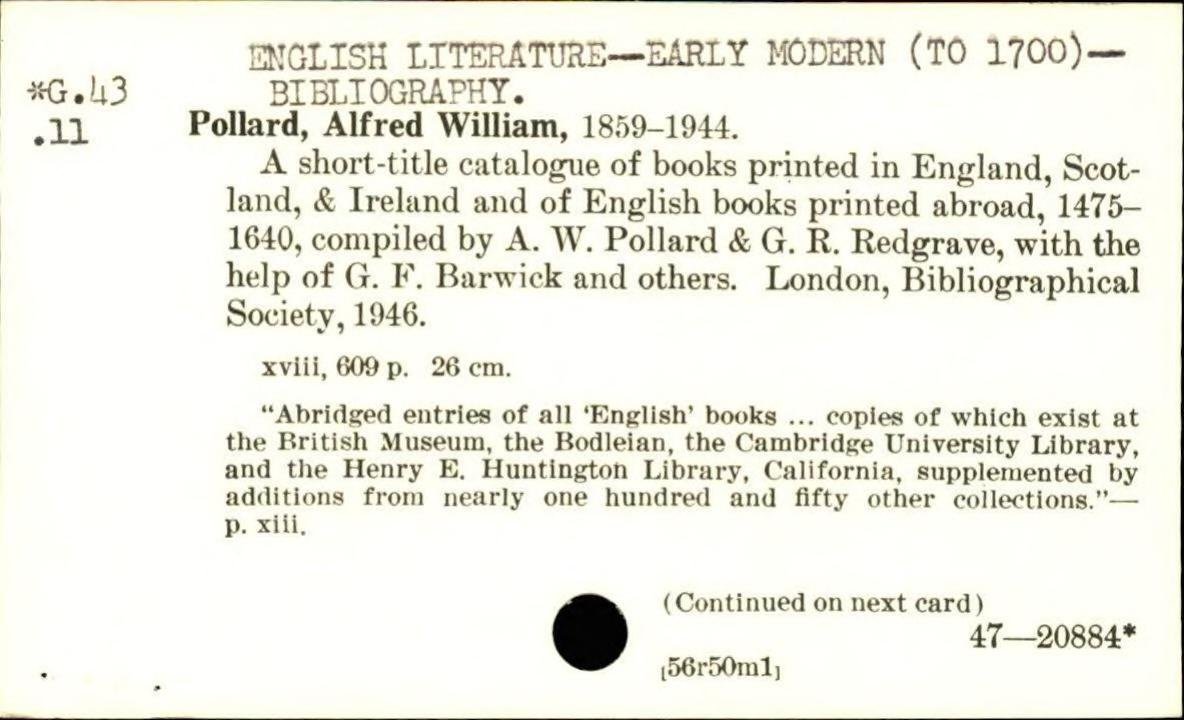 ENGLISH LITERATURE—EARLY MODERN (TO 1700)—
BIBLIOGRAPHY.
*G.43
.11
Pollard, Alfred William, 1859–1944.
A short-title catalogue of books printed in England, Scot-
land, & Ireland and of English books printed abroad, 1475–
1640, compiled by A. W. Pollard & G. R. Redgrave, with the
help of G. F. Barwick and others. London, Bibliographical
Society, 1946.
xviii, 609 p. 26 cm.
“Abridged entries of all ‘English’ books ... copies of which exist at
the British Museum, the Bodleian, the Cambridge University Library,
and the Henry E. Huntington Library, California, supplemented by
additions from nearly one hundred and fifty other collections.”—
p. xiii.
(Continued on next card)
47—20884*
[56r50m1]